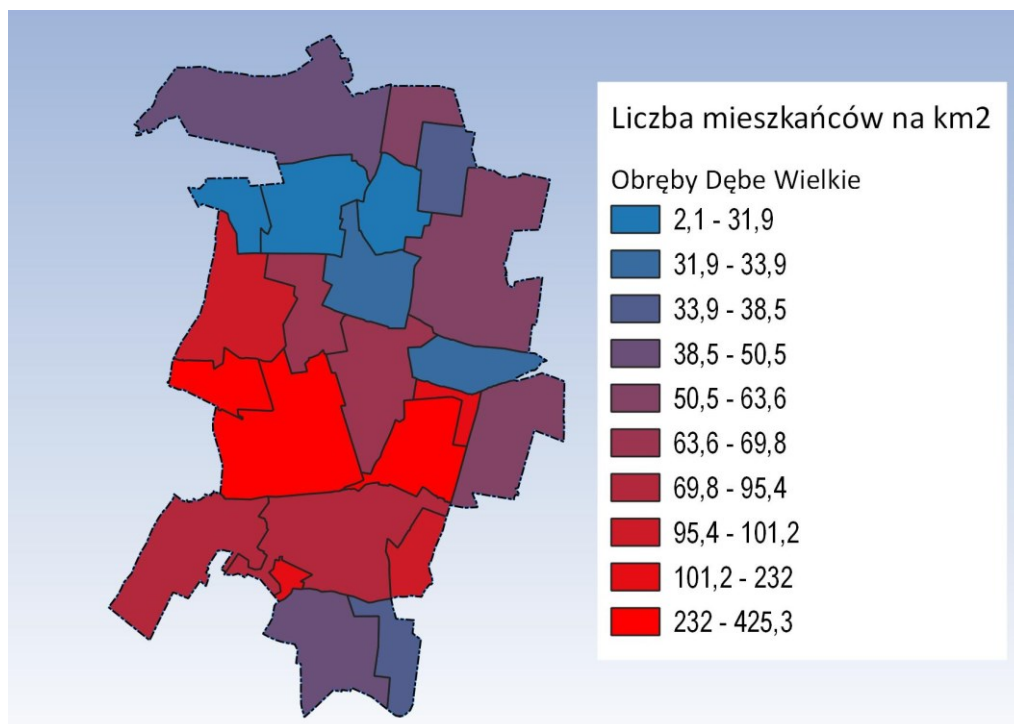 Liczba mieszkańców na km2
Obręby Dębe Wielkie
2,1 - 31,9
31,9 - 33,9
33,9 - 38,5
38,5 - 50,5
50,5 - 63,6
63,6 - 69,8
69,8 - 95,4
95,4 - 101,2
101,2 - 232
232 - 425,3